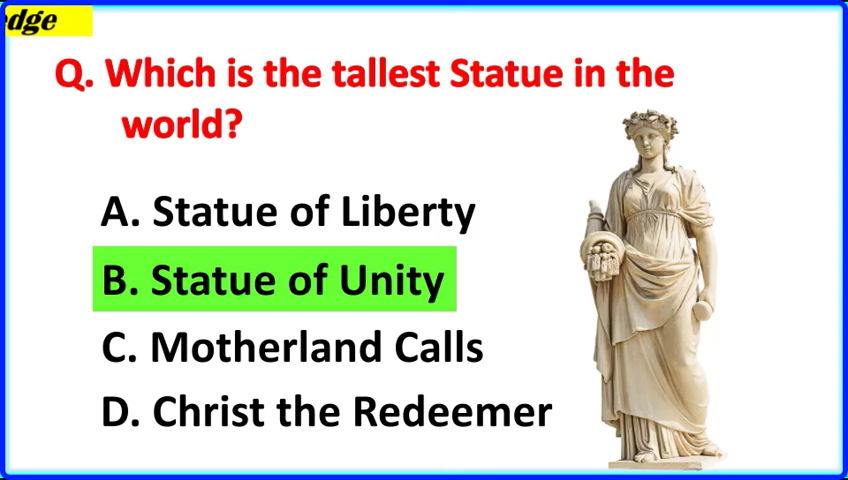 Q. Which is the tallest Statue in the
world?
A. Statue of Liberty
B. Statue of Unity
C. Motherland Calls
D. Christ the Redeemer